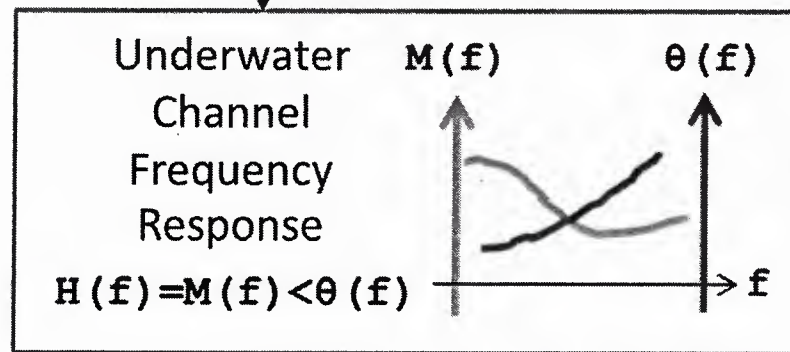 Underwater
Channel
Frequency
Response
H(f)=M(f)<θ(f)
M(f)
θ(f)
f